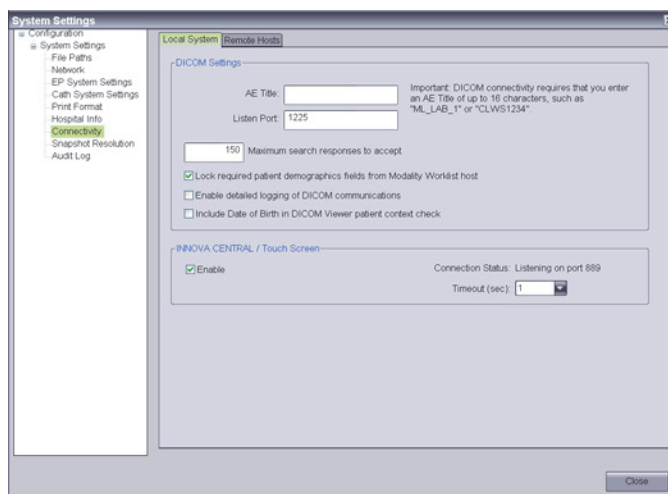 System Settings
Configuration
System Settings
File Paths
Network
EP System Settings
Cath System Settings
Print Format
Hospital Info
Connectivity
Snapshot Resolution
Audit Log
Local System
Remote Hosts
DICOM Settings
AE Title:
Important: DICOM connectivity requires that you enter
an AE Title of up to 16 characters, such as
"ML_LAB_1" or "CLWS1234".
Listen Port: 1225
150 Maximum search responses to accept
Lock required patient demographics fields from Modality Worklist host
Enable detailed logging of DICOM communications
Include Date of Birth in DICOM Viewer patient context check
INNOVA CENTRAL / Touch Screen
Enable
Connection Status: Listening on port 889
Timeout (sec): 1
Close